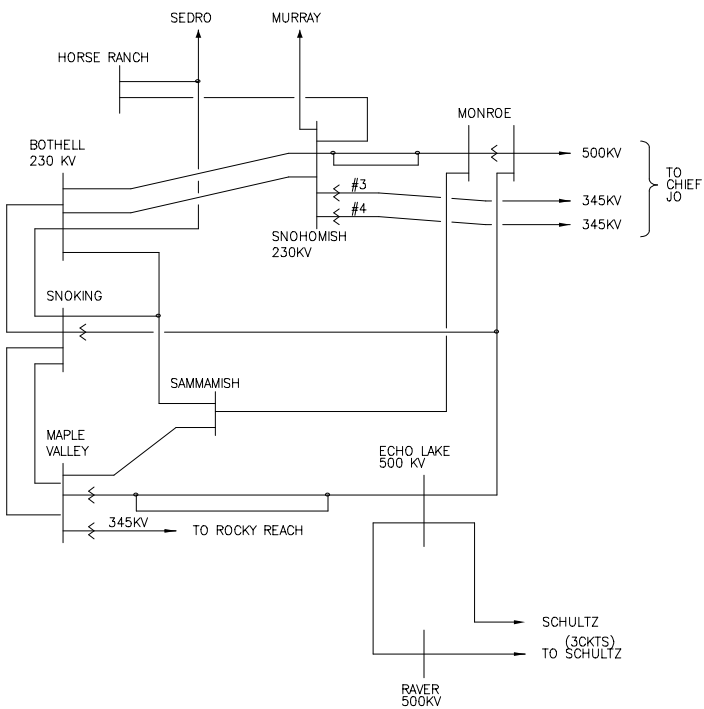 SEDRO
MURRAY
HORSE RANCH
MONROE
BOTHELL
230 KV
500KV
TO
CHIEF
JO
#3
345KV
#4
345KV
SNOHOMISH
230KV
SNOKING
SAMMAMISH
MAPLE
VALLEY
ECHO LAKE
500 KV
345KV
TO ROCKY REACH
SCHULTZ
(3CKTS)
TO SCHULTZ
RAVER
500KV